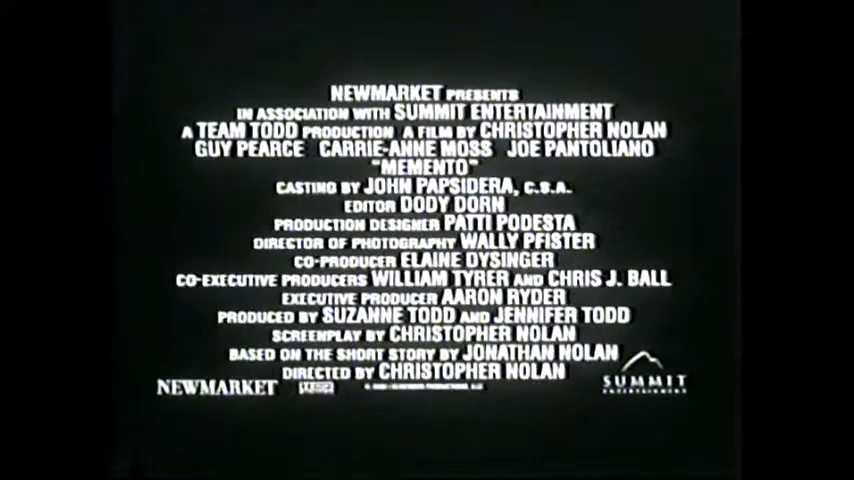 NEWMARKET PRESENTS
IN ASSOCIATION WITH SUMMIT ENTERTAINMENT
A TEAM TODD PRODUCTION A FILM BY CHRISTOPHER NOLAN
GUY PEARCE CARRIE-ANNE MOSS JOE PANTOLIANO
"MEMENTO"
CASTING BY JOHN PAPSIDERA, C.S.A.
EDITOR DODY DORN
PRODUCTION DESIGNER PATTI PODESTA
DIRECTOR OF PHOTOGRAPHY WALLY PFISTER
CO-PRODUCER ELAINE DYSINGER
CO-EXECUTIVE PRODUCERS WILLIAM TYRER AND CHRIS J. BALL
EXECUTIVE PRODUCER AARON RYDER
PRODUCED BY SUZANNE TODD AND JENNIFER TODD
SCREENPLAY BY CHRISTOPHER NOLAN
BASED ON THE SHORT STORY BY JONATHAN NOLAN
DIRECTED BY CHRISTOPHER NOLAN
NEWMARKET
SUMMIT
ENTERTAINMENT